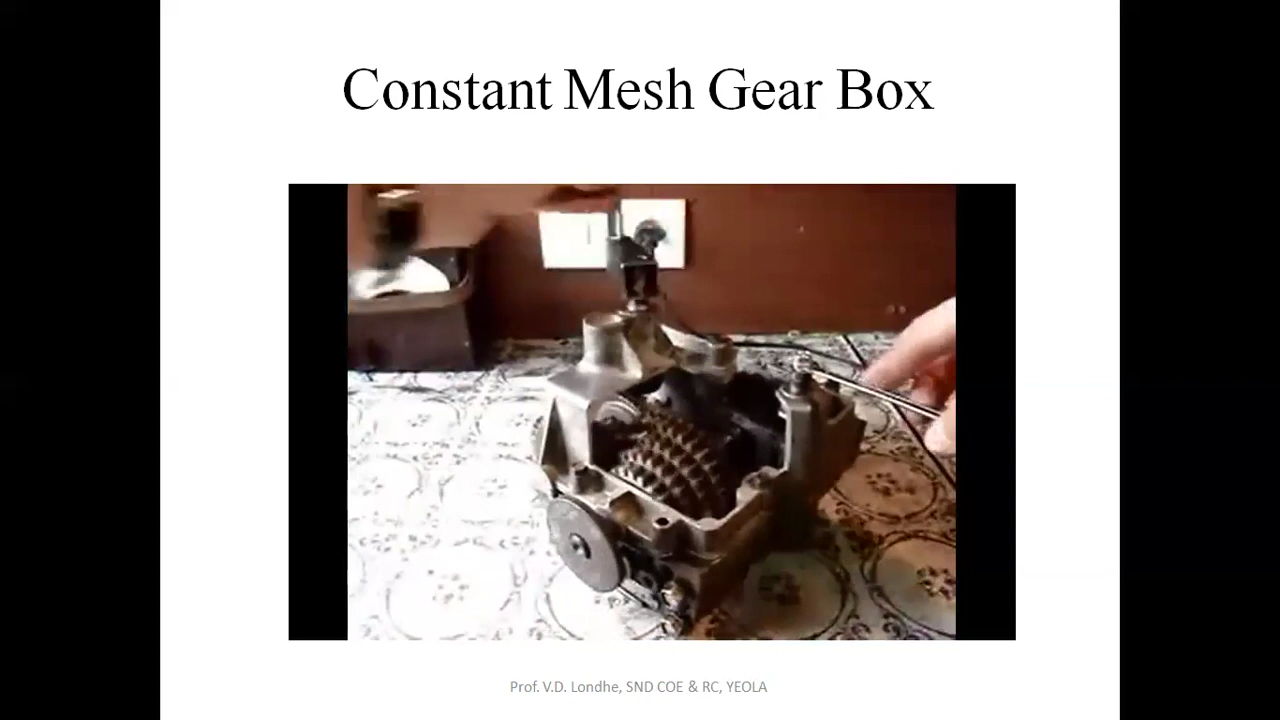 Constant Mesh Gear Box
Prof. V.D. Londhe, SND COE & RC, YEOLA